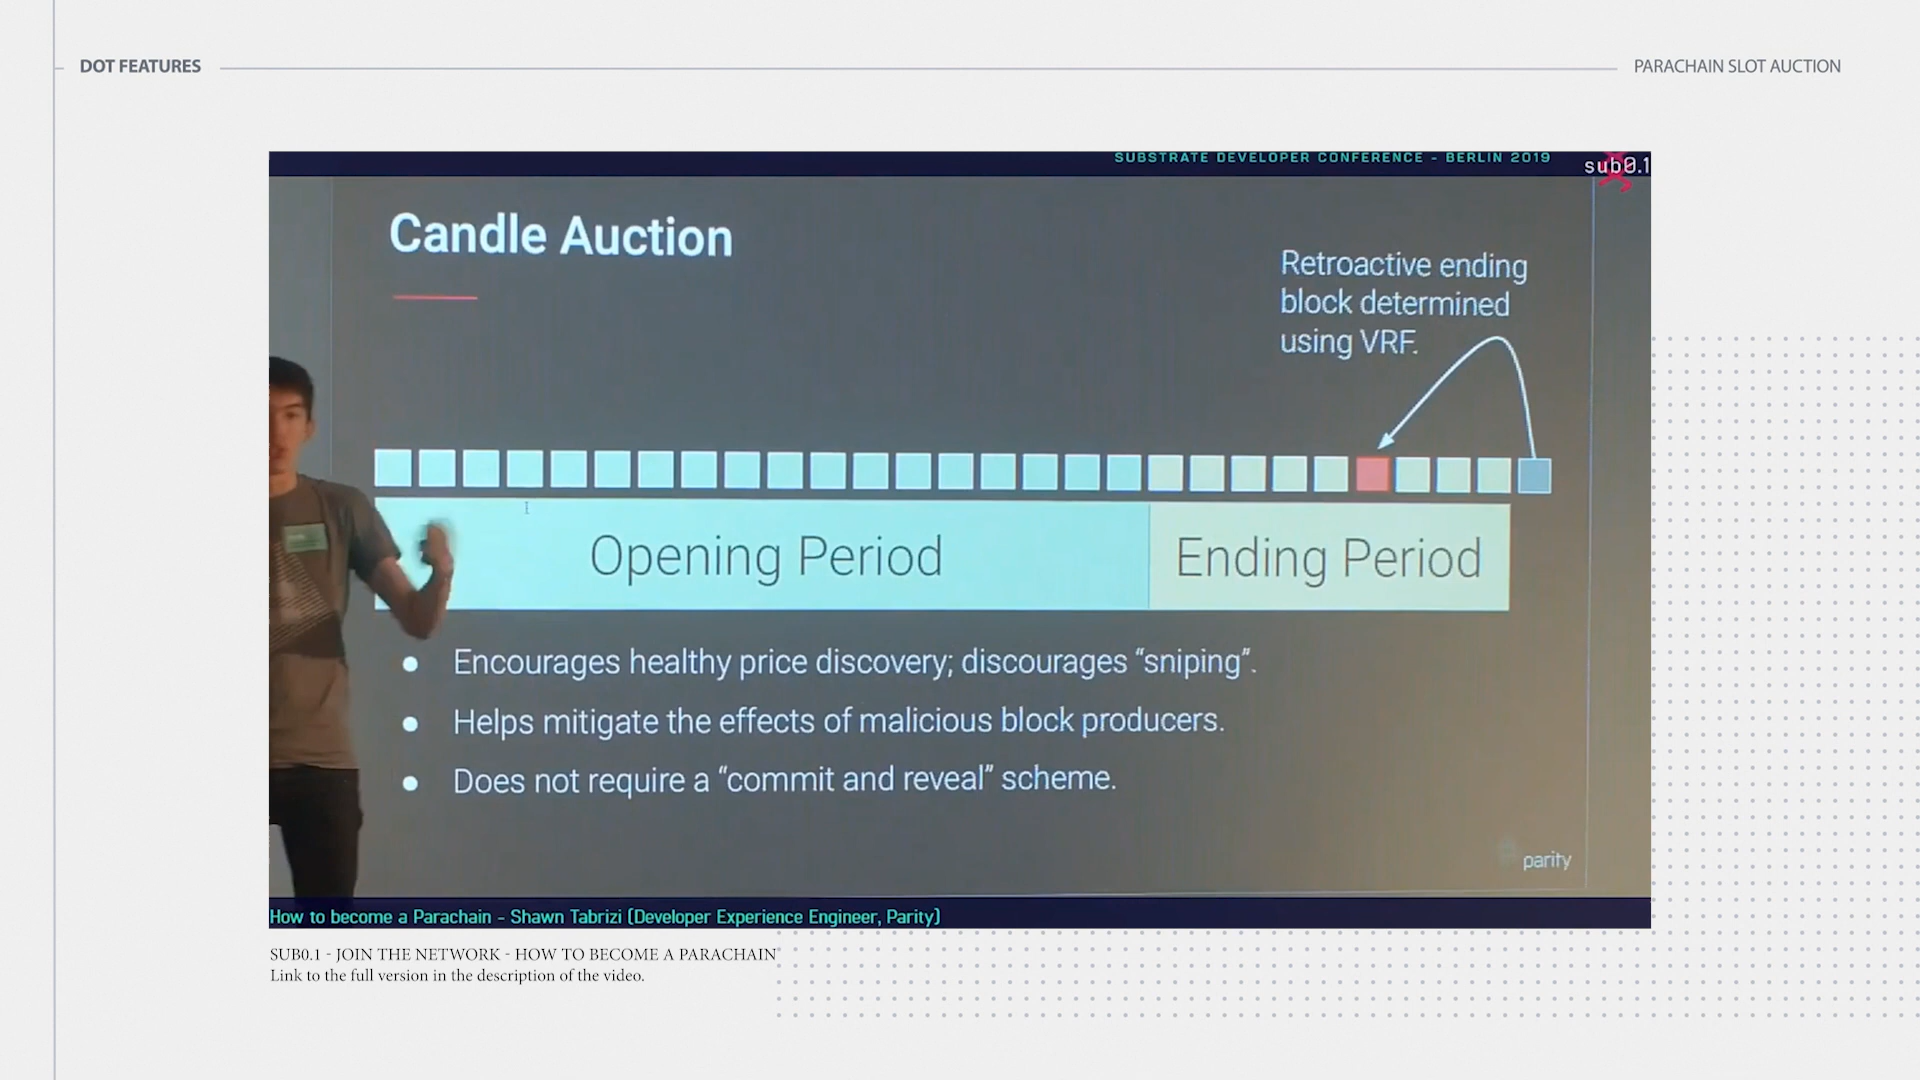 DOT FEATURES
PARACHAIN SLOT AUCTION
SUBSTRATE DEVELOPER CONFERENCE - BERLIN 2019
sub0.1
Candle Auction
Retroactive ending
block determined
using VRF.
Opening Period
Ending Period
Encourages healthy price discovery; discourages “sniping”.
Helps mitigate the effects of malicious block producers.
Does not require a “commit and reveal” scheme.
parity
How to become a Parachain - Shawn Tabrizi (Developer Experience Engineer, Parity)
SUB0.1 - JOIN THE NETWORK - HOW TO BECOME A PARACHAIN
Link to the full version in the description of the video.